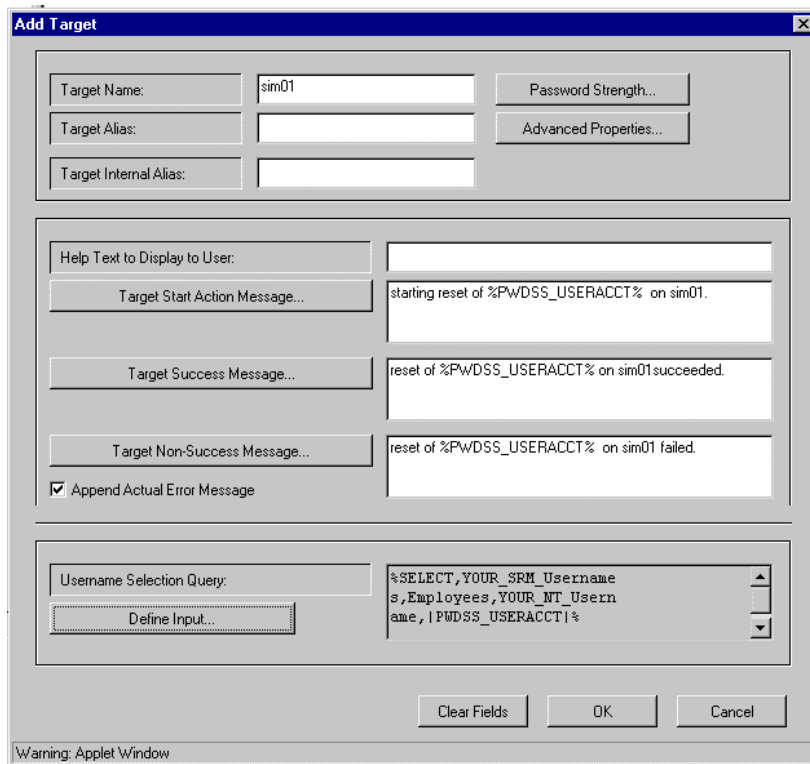 Add Target
Target Name:
sim01
Password Strength...
Target Alias:
Advanced Properties...
Target Internal Alias:
Help Text to Display to User:
Target Start Action Message...
starting reset of %PWDSS_USERACCT%  on sim01.
Target Success Message...
reset of %PWDSS_USERACCT% on sim01succeeded.
Target Non-Success Message...
reset of %PWDSS_USERACCT%  on sim01 failed.
Append Actual Error Message
Username Selection Query:
%SELECT,YOUR_SRM_Username
s,Employees,YOUR_NT_Usern
ame,|PWDSS_USERACCT|%
Define Input...
Clear Fields
OK
Cancel
Warning: Applet Window